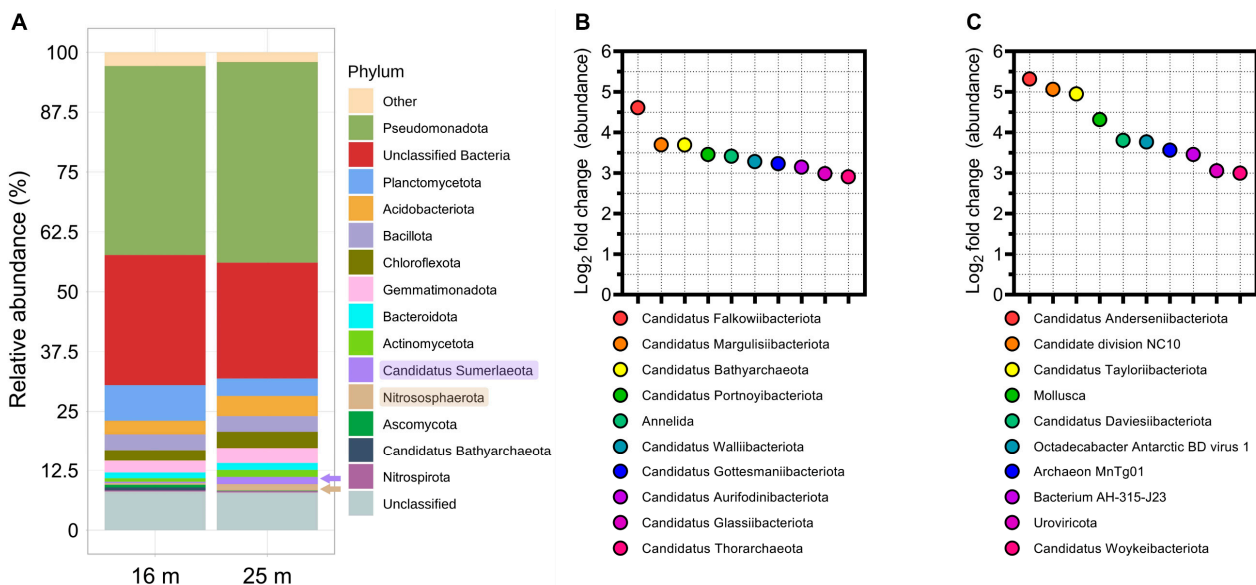 A
Relative abundance (%)
100
87.5
75
62.5
50
37.5
25
12.5
0
16 m
25 m
Phylum
Other
Pseudomonadota
Unclassified Bacteria
Planctomycetota
Acidobacteriota
Bacillota
Chloroflexota
Gemmatimonadota
Bacteroidota
Actinomycetota
Candidatus Sumerlaeota
Nitrososphaerota
Ascomycota
Candidatus Bathyarchaeota
Nitrospirota
Unclassified
B
Log₂ fold change (abundance)
6
5
4
3
2
1
0
Candidatus Falkowiibacteriota
Candidatus Margulisiibacteriota
Candidatus Bathyarchaeota
Candidatus Portnoyibacteriota
Annelida
Candidatus Walliibacteriota
Candidatus Gottesmaniibacteriota
Candidatus Aurifodinibacteriota
Candidatus Glassiibacteriota
Candidatus Thorarchaeota
C
Log₂ fold change (abundance)
6
5
4
3
2
1
0
Candidatus Anderseniibacteriota
Candidate division NC10
Candidatus Tayloriibacteriota
Mollusca
Candidatus Daviesiibacteriota
Octadecabacter Antarctic BD virus 1
Archaeon MnTg01
Bacterium AH-315-J23
Uroviricota
Candidatus Woykeibacteriota